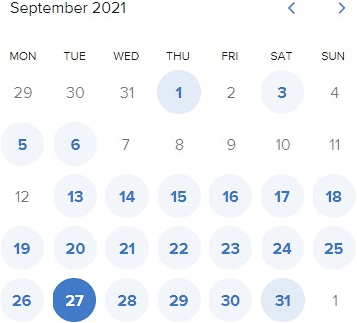 September 2021
MON TUE WED THU FRI SAT SUN
29 30 31 1 2 3 4
5 6 7 8 9 10 11
12 13 14 15 16 17 18
19 20 21 22 23 24 25
26 27 28 29 30 31 1